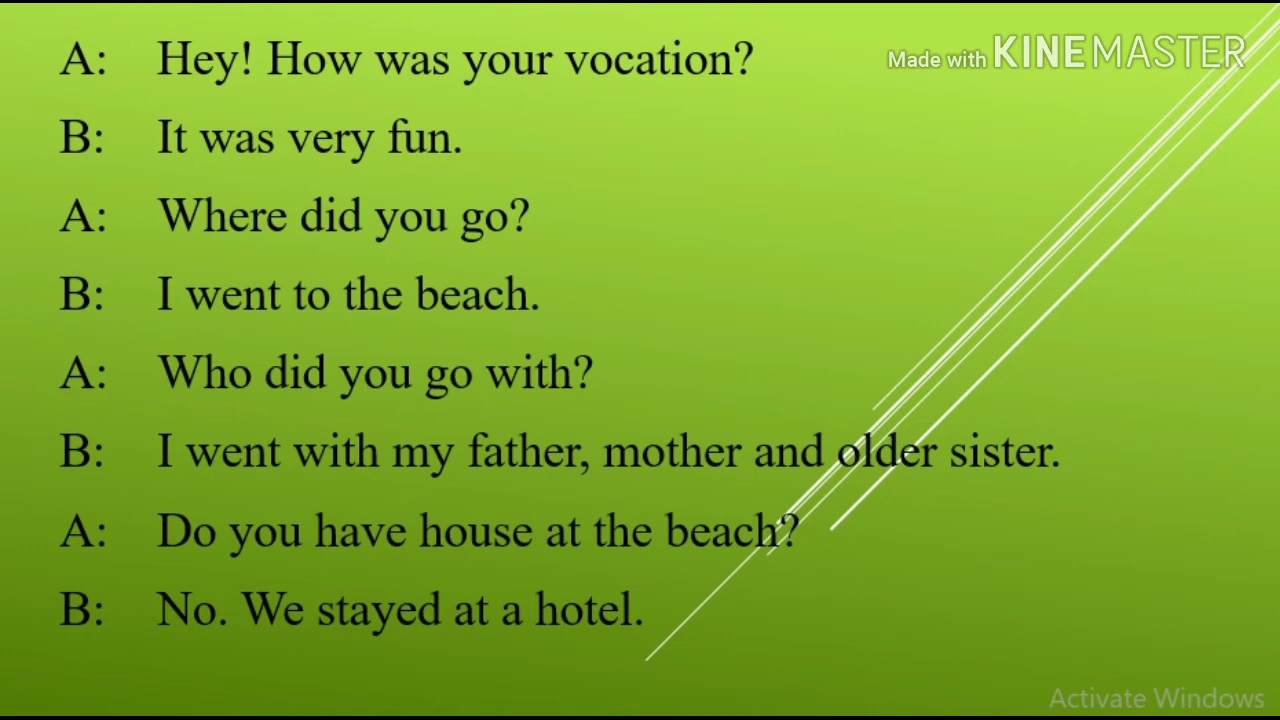 A: Hey! How was your vocation?
Made with KINEMASTER
B: It was very fun.
A: Where did you go?
B: I went to the beach.
A: Who did you go with?
B: I went with my father, mother and older sister.
A: Do you have house at the beach?
B: No. We stayed at a hotel.
Activate Windows